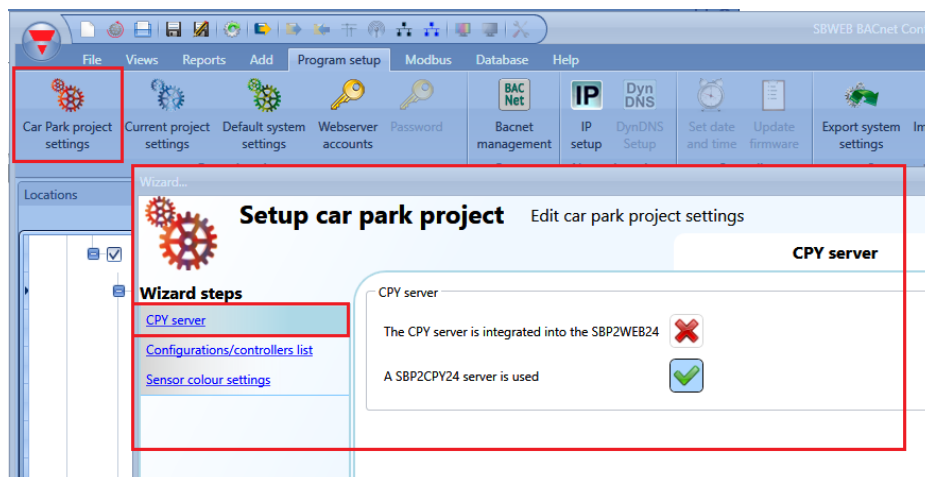 SBWEB BACnet Con
File Views Reports Add Program setup Modbus Database Help
BAC
Net
IP
Dyn
DNS
Car Park project
settings
Current project
settings
Default system
settings
Webserver
accounts
Password
Bacnet
management
IP
setup
DynDNS
Setup
Set date
and time
Update
firmware
Export system
settings
Im
Locations
Wizard...
Setup car park project Edit car park project settings
CPY server
Wizard steps
CPY server
Configurations/controllers list
Sensor colour settings
CPY server
The CPY server is integrated into the SBP2WEB24
A SBP2CPY24 server is used